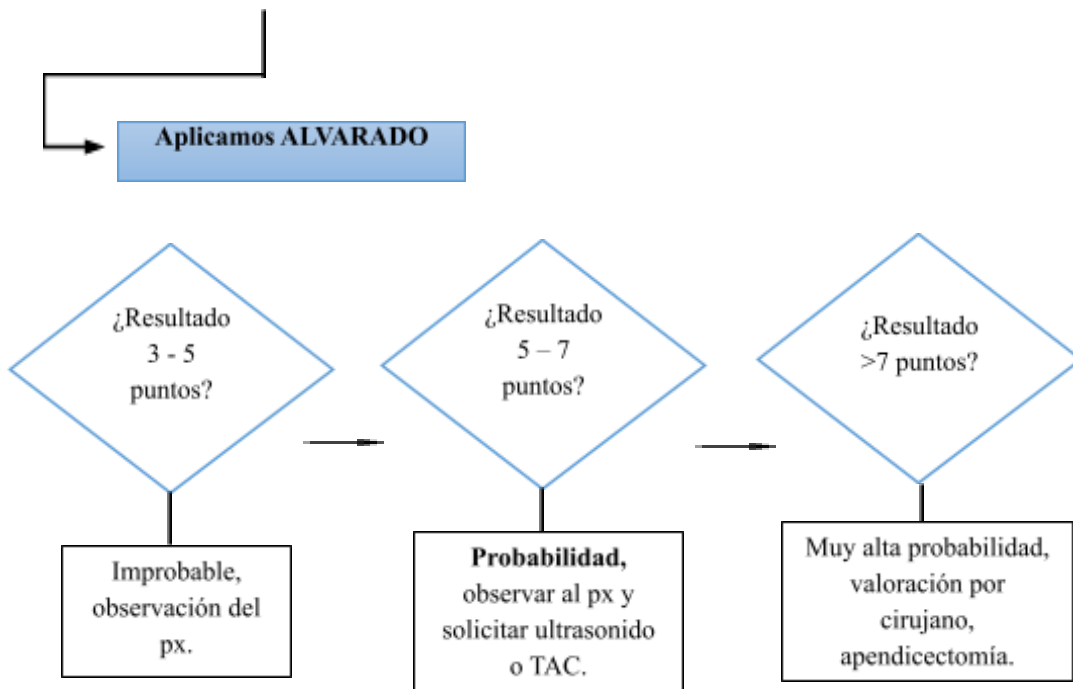 Aplicamos ALVARADO
¿Resultado
3 - 5
puntos?
¿Resultado
5 – 7
puntos?
¿Resultado
>7 puntos?
Improbable,
observación del
px.
Probabilidad,
observar al px y
solicitar ultrasonido
o TAC.
Muy alta probabilidad,
valoración por
cirujano,
apendicectomía.